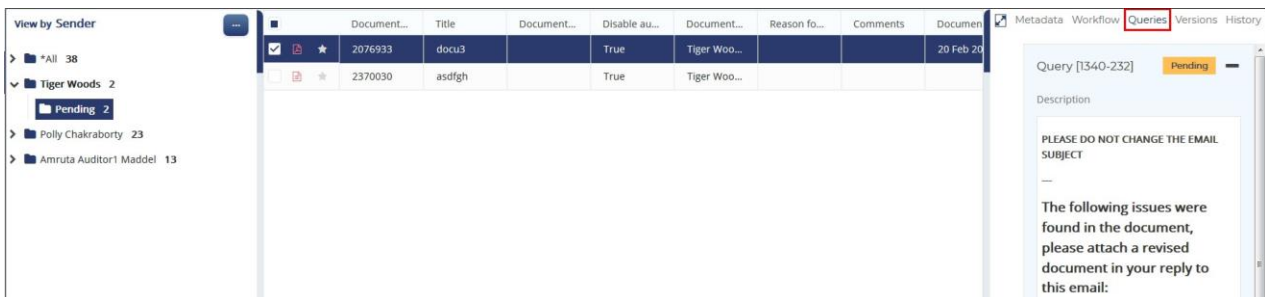 View by Sender
...
*All 38
Tiger Woods 2
Pending 2
Polly Chakraborty 23
Amruta Auditor1 Maddel 13
Document... Title Document... Disable au... Document... Reason fo... Comments Documen
2076933 docu3 True Tiger Woo... 20 Feb 20
2370030 asdfgh True Tiger Woo...
Metadata Workflow Queries Versions History
Query [1340-232] Pending
Description
PLEASE DO NOT CHANGE THE EMAIL
SUBJECT
—
The following issues were
found in the document,
please attach a revised
document in your reply to
this email: